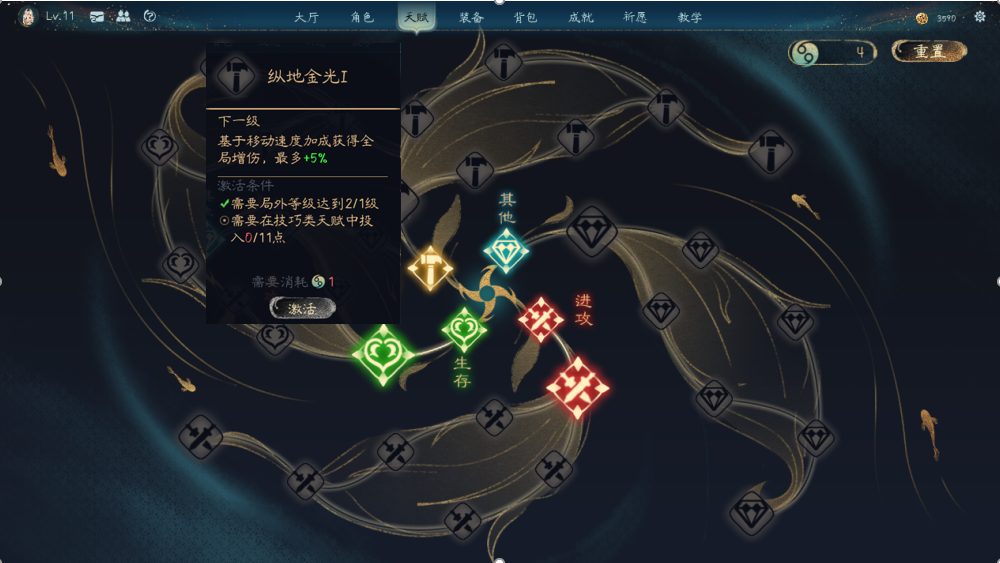 Lv.11
大厅 角色 天赋 装备 背包 成就 祈愿 教学
3590
4
重置
纵地金光I
下一级
基于移动速度加成获得全
局增伤，最多+5%
激活条件
需要局外等级达到2/1级
需要在技巧类天赋中投
入0/11点
需要消耗 1
激活
其他
进攻
生存